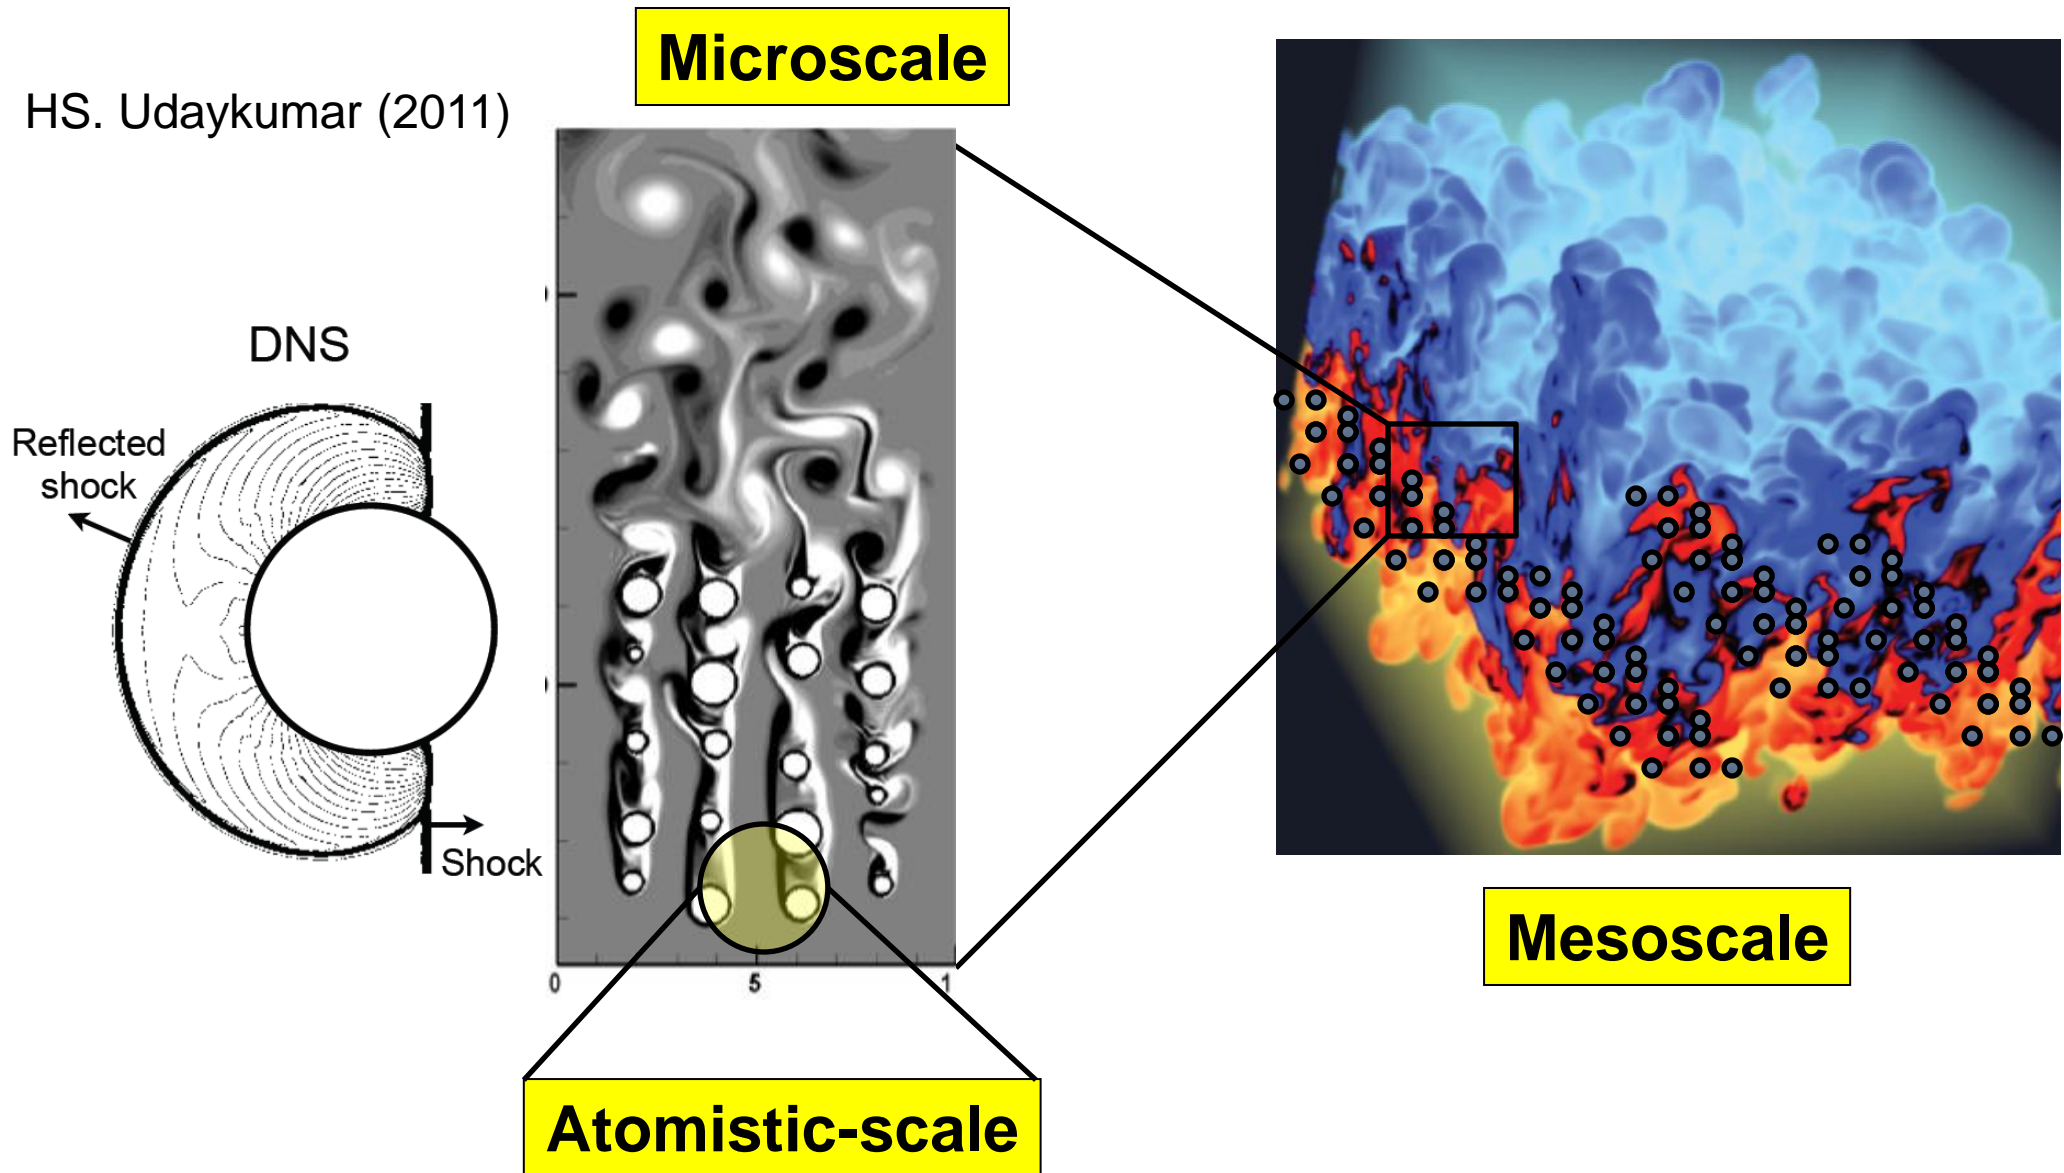 Microscale
HS. Udaykumar (2011)
DNS
Reflected
shock
Shock
0 5 1
Mesoscale
Atomistic-scale